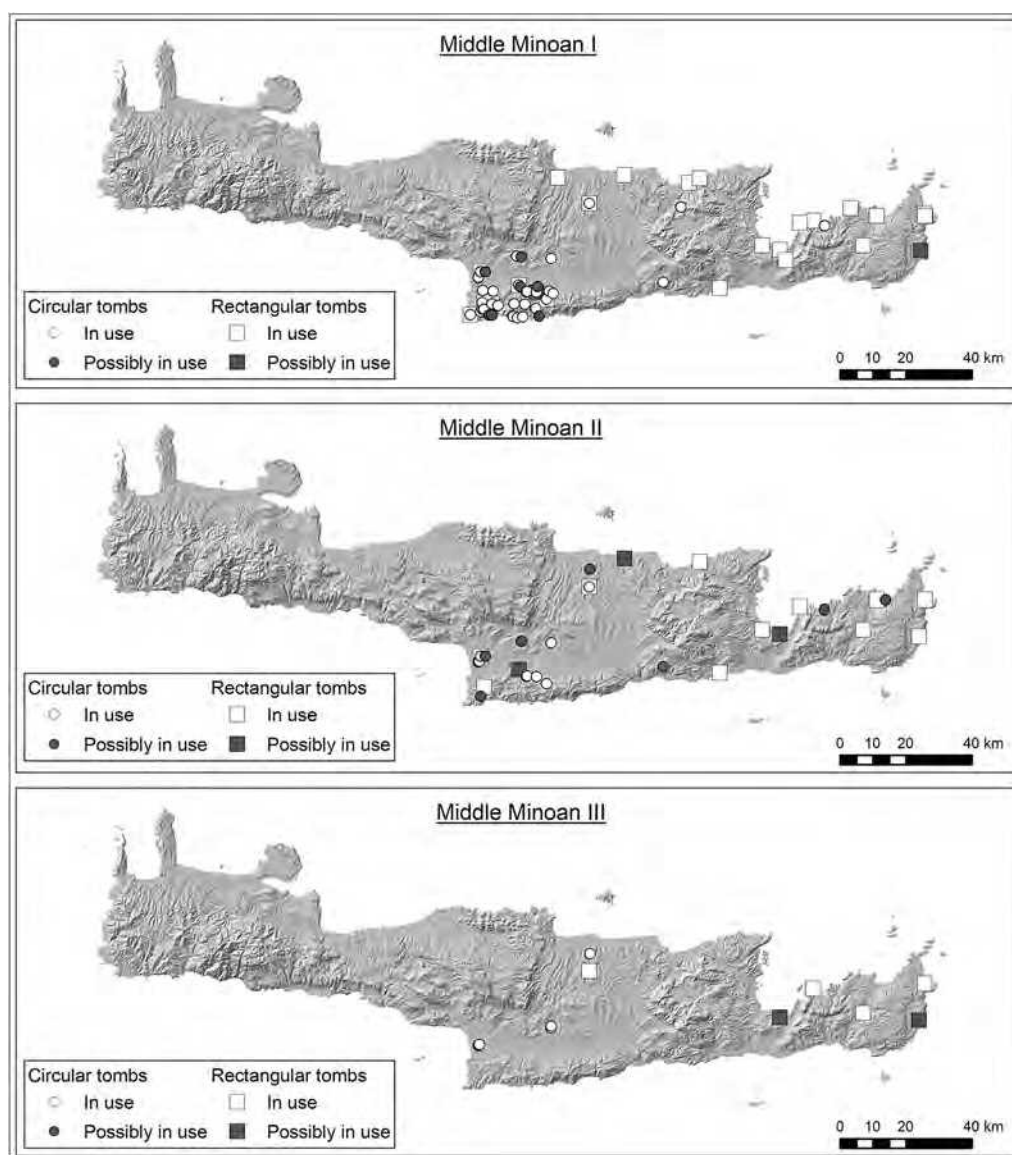 Middle Minoan I
Circular tombs Rectangular tombs
In use In use
Possibly in use Possibly in use
0 10 20 40 km
Middle Minoan II
Circular tombs Rectangular tombs
In use In use
Possibly in use Possibly in use
0 10 20 40 km
Middle Minoan III
Circular tombs Rectangular tombs
In use In use
Possibly in use Possibly in use
0 10 20 40 km